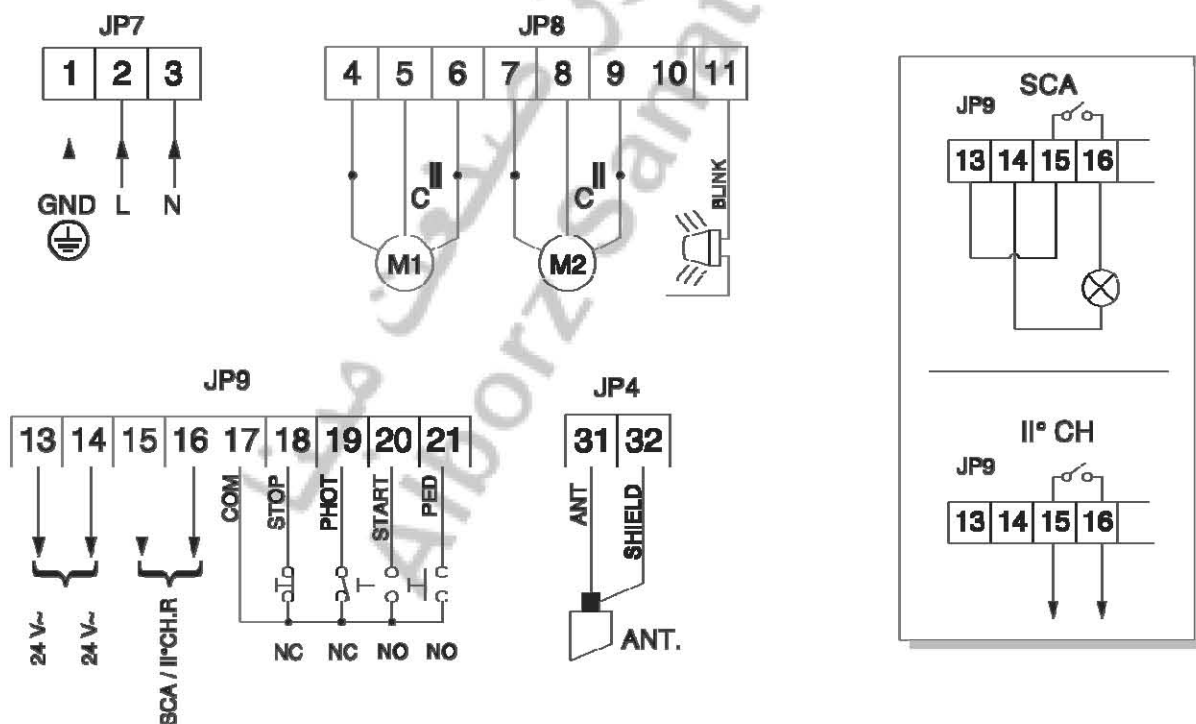 JP7
1 2 3
GND L N
JP8
4 5 6 7 8 9 10 11
C
M1
C
M2
BLINK
JP9
13 14 15 16 17 18 19 20 21
24 V~
24 V~
SCA / II°CH.R
COM
STOP
PHOT
START
PED
NC NC NO NO
JP4
31 32
ANT
SHIELD
ANT.
SCA
JP9
13 14 15 16
II° CH
JP9
13 14 15 16
Alborz Sanat